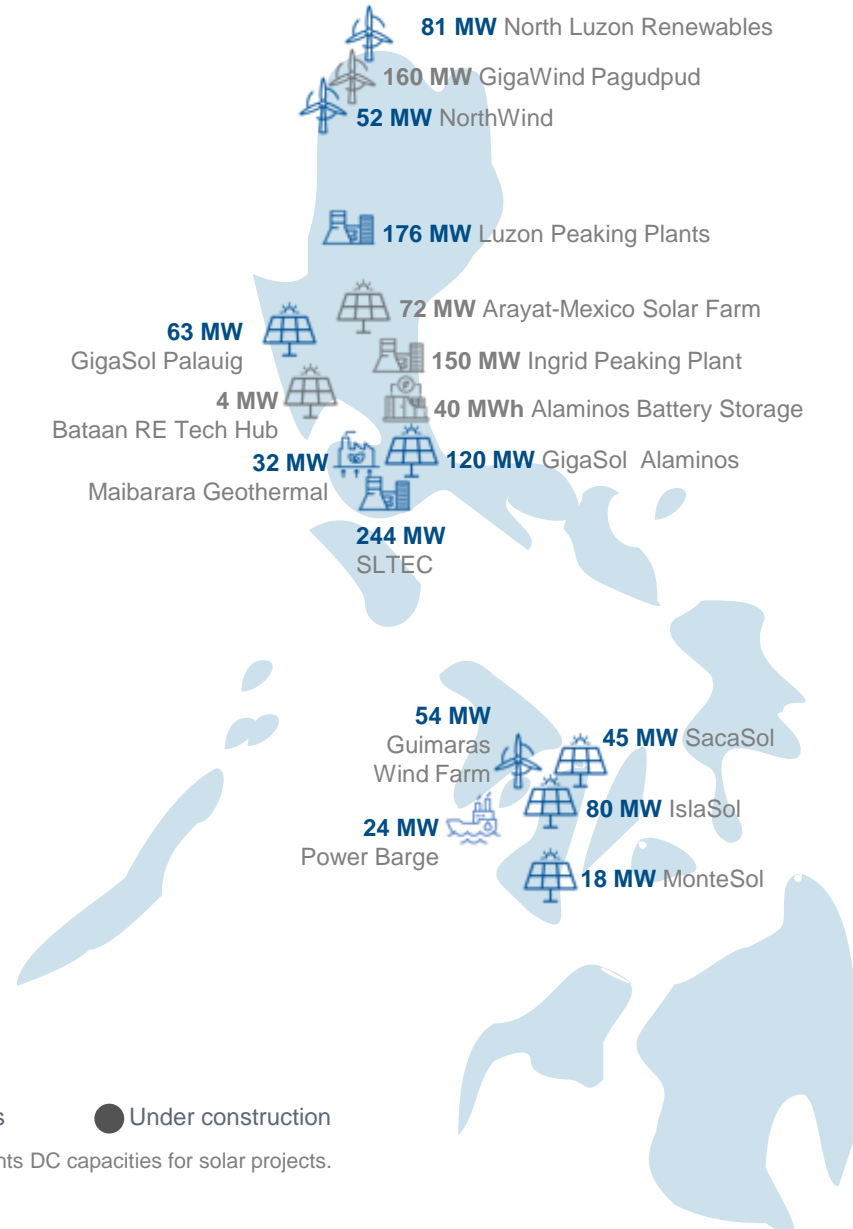 81 MW North Luzon Renewables
160 MW GigaWind Pagudpud
52 MW NorthWind
176 MW Luzon Peaking Plants
72 MW Arayat-Mexico Solar Farm
63 MW
GigaSol Palauig
150 MW Ingrid Peaking Plant
4 MW
Bataan RE Tech Hub
40 MWh Alaminos Battery Storage
32 MW
Maibarara Geothermal
120 MW GigaSol Alaminos
244 MW
SLTEC
54 MW
Guimaras
Wind Farm
45 MW SacaSol
80 MW IslaSol
24 MW
Power Barge
18 MW MonteSol
Under construction
DC capacities for solar projects.